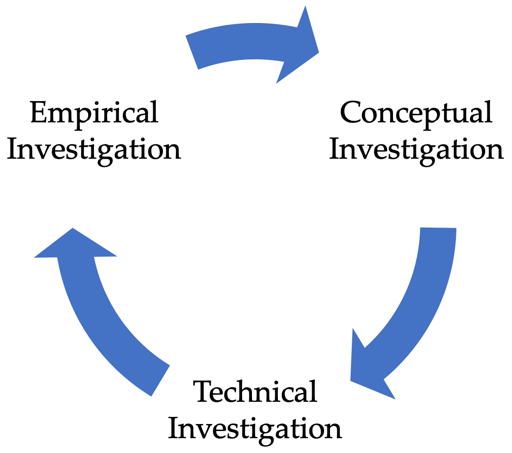 Empirical
Investigation
Conceptual
Investigation
Technical
Investigation